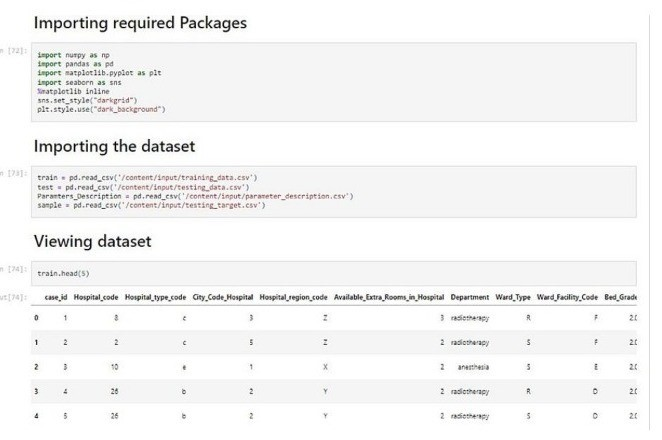 Importing required Packages
n [72]:
import numpy as np
import pandas as pd
import matplotlib.pyplot as plt
import seaborn as sns
%matplotlib inline
sns.set_style("darkgrid")
plt.style.use("dark_background")
Importing the dataset
n [73]:
train = pd.read_csv('/content/input/training_data.csv')
test = pd.read_csv('/content/input/testing_data.csv')
Paramters_Description = pd.read_csv('/content/input/parameter_description.csv')
sample = pd.read_csv('/content/input/testing_target.csv')
Viewing dataset
n [74]:
train.head(5)
ut[74]:
case_id Hospital_code Hospital_type_code City_Code_Hospital Hospital_region_code Available_Extra_Rooms_in_Hospital Department Ward_Type Ward_Facility_Code Bed_Grade
0 1 8 c 3 Z 3 radiotherapy R F 2.0
1 2 2 c 5 Z 2 radiotherapy S F 2.0
2 3 10 e 1 X 2 anesthesia S E 2.0
3 4 26 b 2 Y 2 radiotherapy R D 2.0
4 5 26 b 2 Y 2 radiotherapy S D 2.0